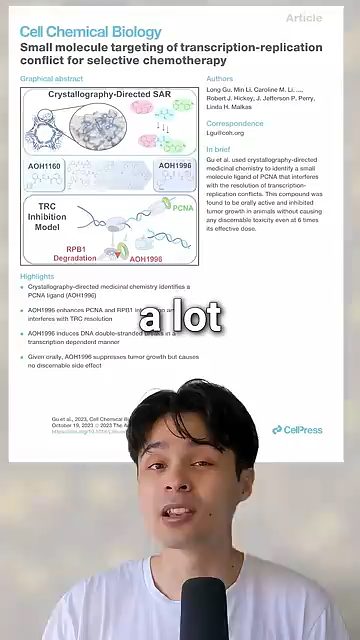 Article
Cell Chemical Biology
Small molecule targeting of transcription-replication
conflict for selective chemotherapy
Graphical abstract
Crystallography-Directed SAR
AOH1160
AOH1996
TRC
Inhibition
Model
PCNA
RPB1
Degradation
AOH1996
Highlights
Crystallography-directed medicinal chemistry identifies a
PCNA ligand (AOH1996)
AOH1996 enhances PCNA and RPB1
interferes with TRC resolution
AOH1996 induces DNA double-stranded breaks in a
transcription dependent manner
Given orally, AOH1996 suppresses tumor growth but causes
no discernable side effect
Authors
Long Gu, Min Li, Caroline M. Li, ...,
Robert J. Hickey, J. Jefferson P. Perry,
Linda H. Malkas
Correspondence
Lgu@coh.org
In brief
Gu et al. used crystallography-directed
medicinal chemistry to identify a small
molecule ligand of PCNA that interferes
with the resolution of transcription-
replication conflicts. This compound was
found to be orally active and inhibited
tumor growth in animals without causing
any discernable toxicity even at 6 times
its effective dose.
a lot
Gu et al., 2023, Cell Chemical
October 19, 2023 © 2023 The
CellPress